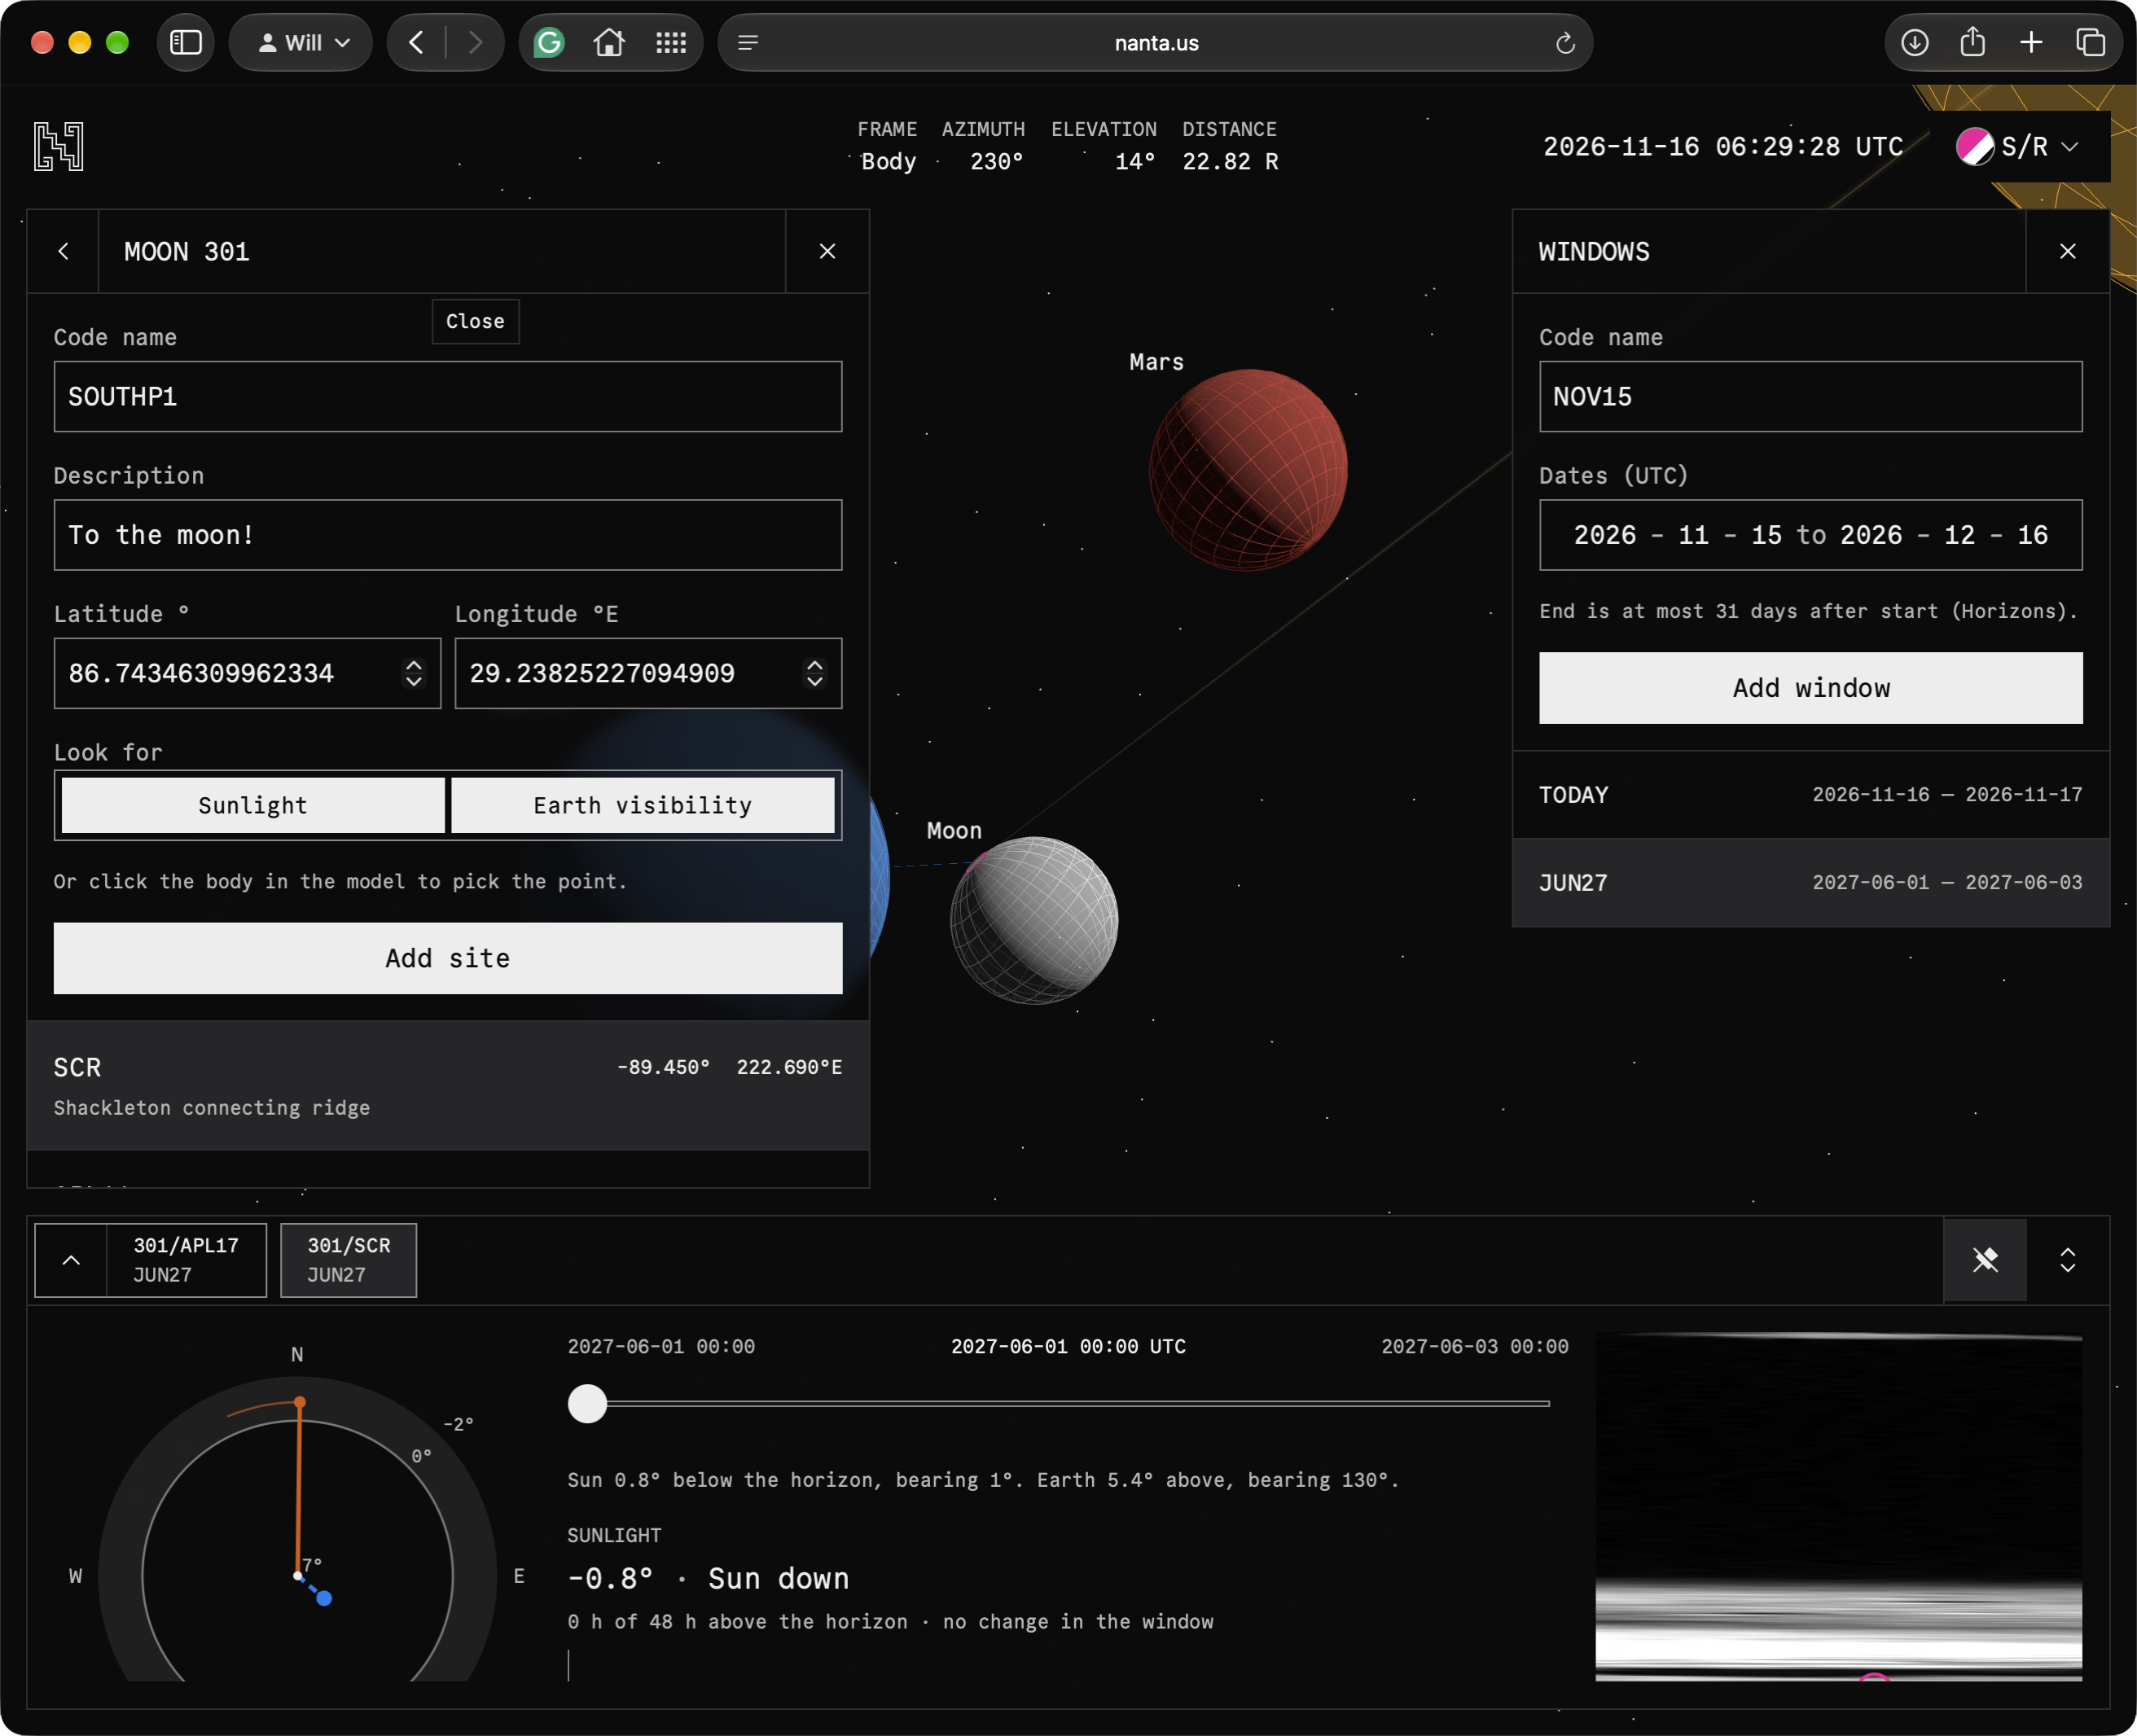 Will
nanta.us
FRAME AZIMUTH ELEVATION DISTANCE
Body 230° 14° 22.82 R
2026-11-16 06:29:28 UTC
S/R
MOON 301
Close
Code name
SOUTHP1
Description
To the moon!
Latitude ° Longitude °E
86.74346309962334 29.23825227094909
Look for
Sunlight Earth visibility
Or click the body in the model to pick the point.
Add site
SCR -89.450° 222.690°E
Shackleton connecting ridge
Mars
Moon
WINDOWS
Code name
NOV15
Dates (UTC)
2026 - 11 - 15 to 2026 - 12 - 16
End is at most 31 days after start (Horizons).
Add window
TODAY 2026-11-16 — 2026-11-17
JUN27 2027-06-01 — 2027-06-03
301/APL17
JUN27
301/SCR
JUN27
N
-2°
0°
7°
W
E
2027-06-01 00:00 2027-06-01 00:00 UTC 2027-06-03 00:00
Sun 0.8° below the horizon, bearing 1°. Earth 5.4° above, bearing 130°.
SUNLIGHT
-0.8° · Sun down
0 h of 48 h above the horizon · no change in the window